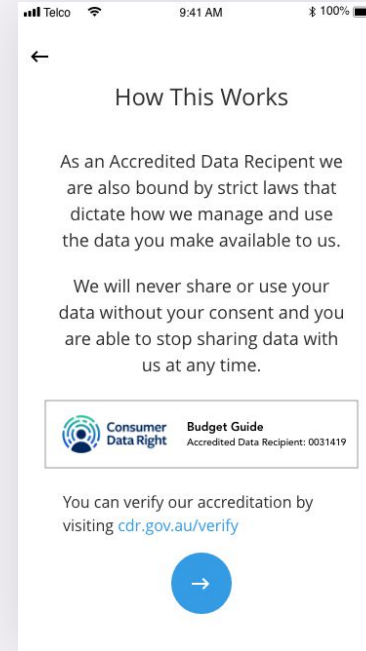 Telco 9:41 AM 100%
How This Works
As an Accredited Data Recipent we
are also bound by strict laws that
dictate how we manage and use
the data you make available to us.
We will never share or use your
data without your consent and you
are able to stop sharing data with
us at any time.
Consumer
Data Right
Budget Guide
Accredited Data Recipient: 0031419
You can verify our accreditation by
visiting cdr.gov.au/verify